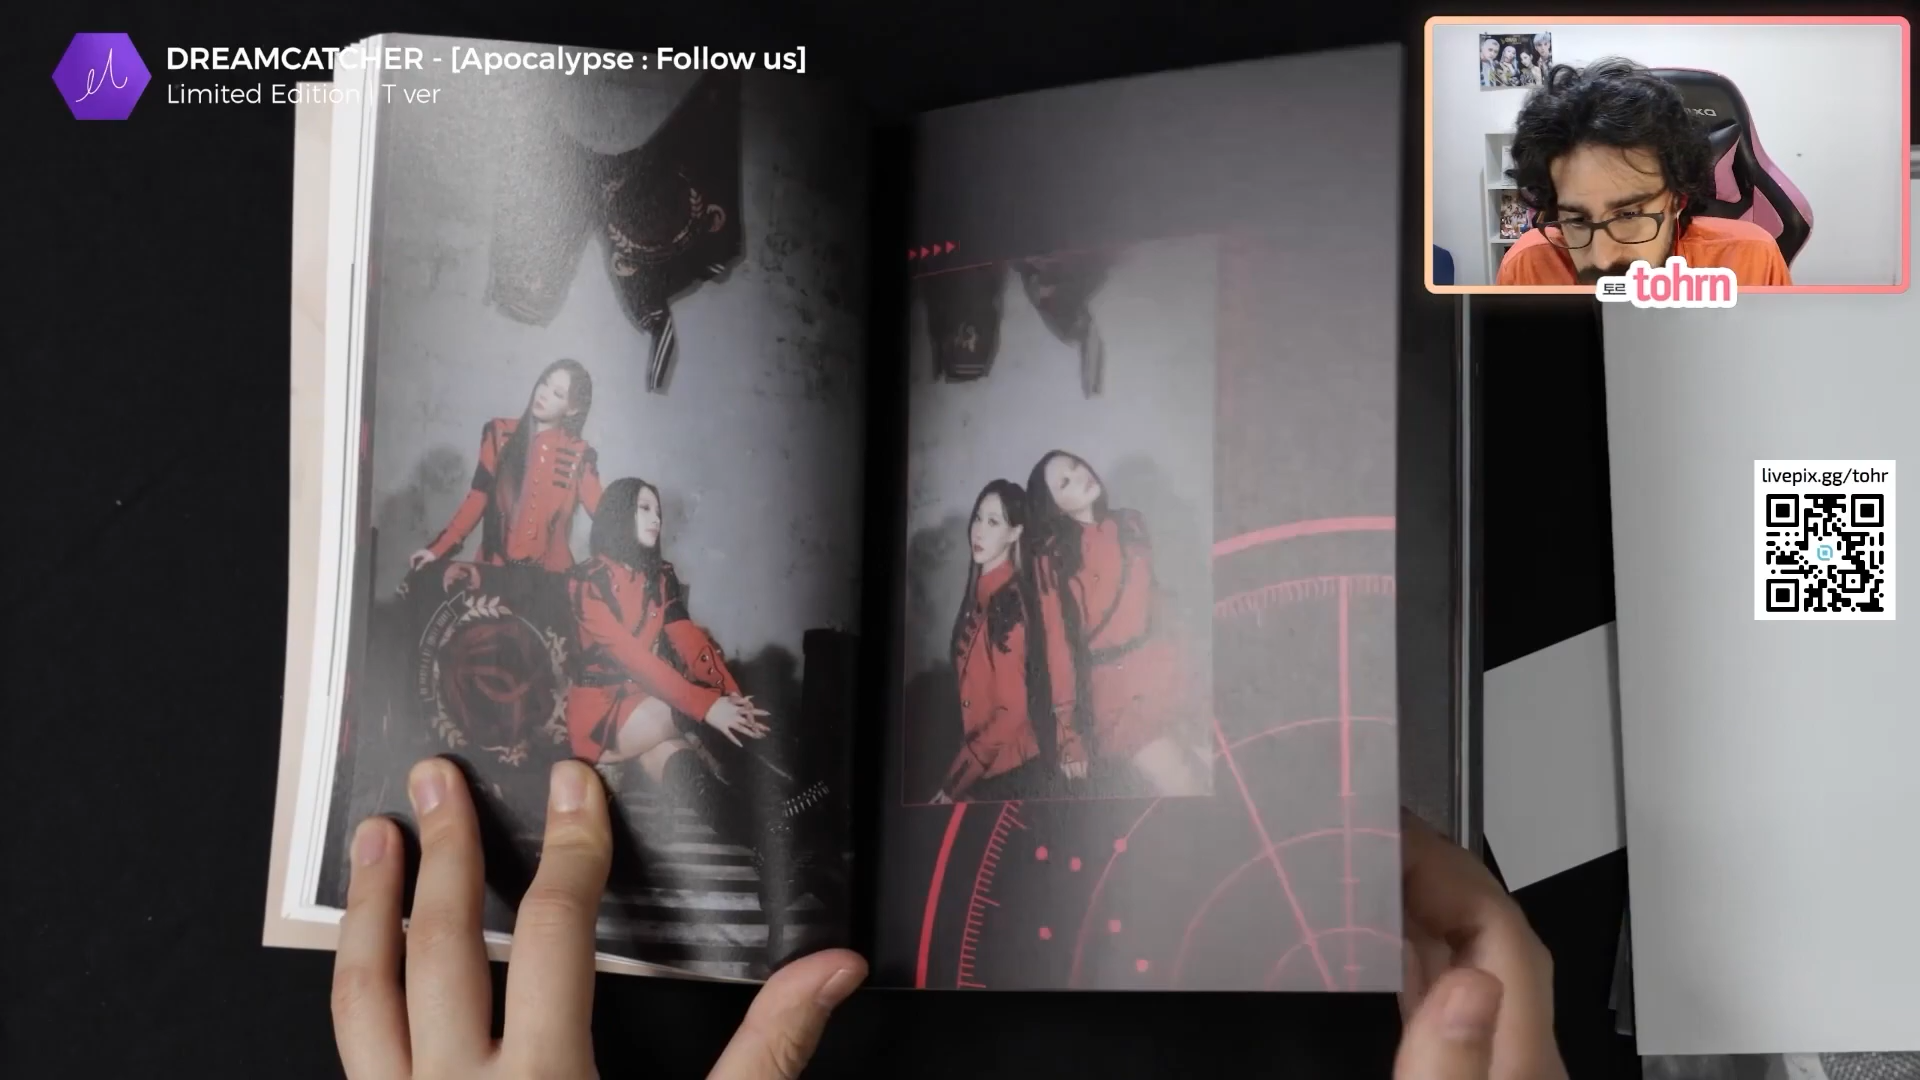 DREAMCATCHER - [Apocalypse : Follow us]
Limited Edition | T ver
토르 tohrn
livepix.gg/tohr